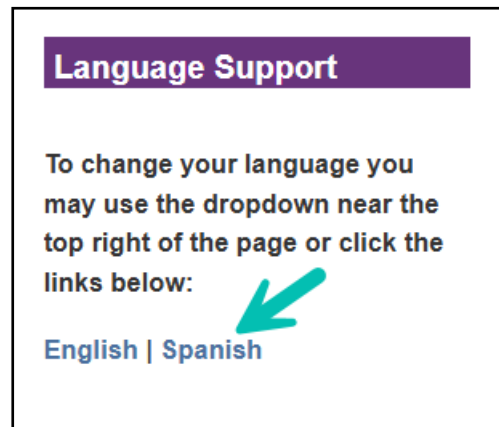 Language Support
To change your language you
may use the dropdown near the
top right of the page or click the
links below:
English | Spanish